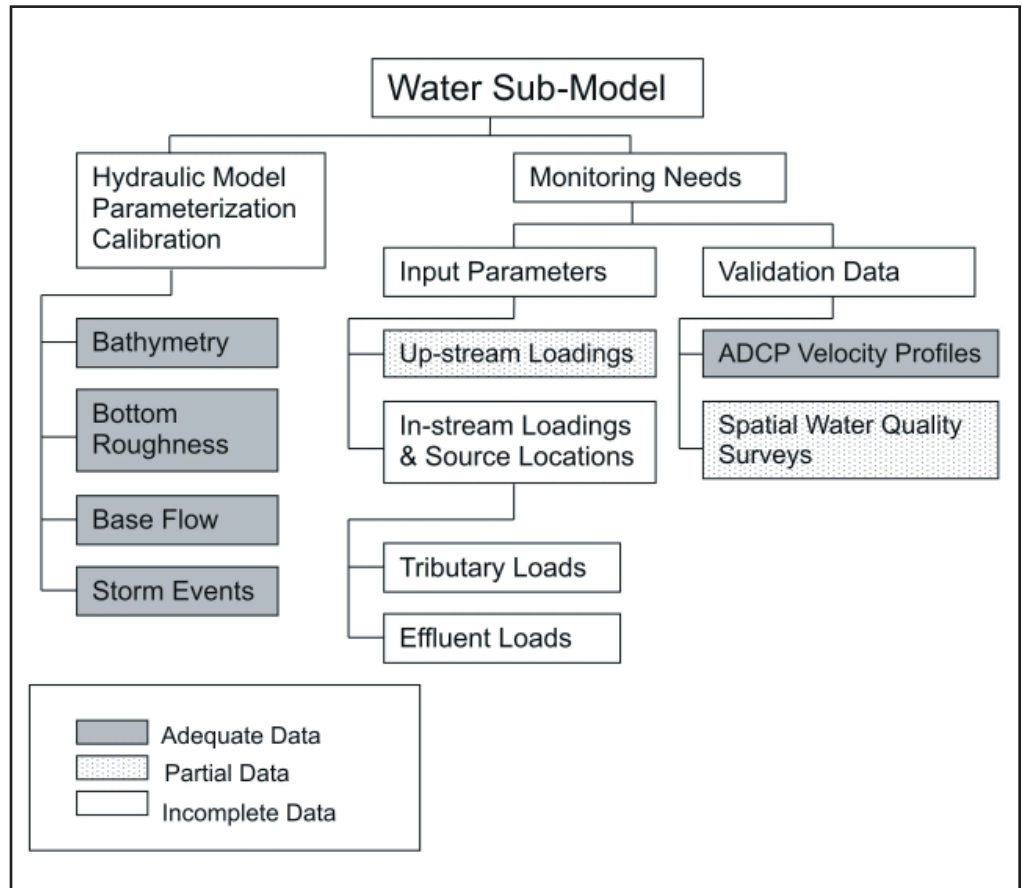 Water Sub-Model
Hydraulic Model
Parameterization
Calibration
Monitoring Needs
Input Parameters
Validation Data
Bathymetry
Bottom
Roughness
Base Flow
Storm Events
Up-stream Loadings
In-stream Loadings
& Source Locations
Tributary Loads
Effluent Loads
ADCP Velocity Profiles
Spatial Water Quality
Surveys
Adequate Data
Partial Data
Incomplete Data